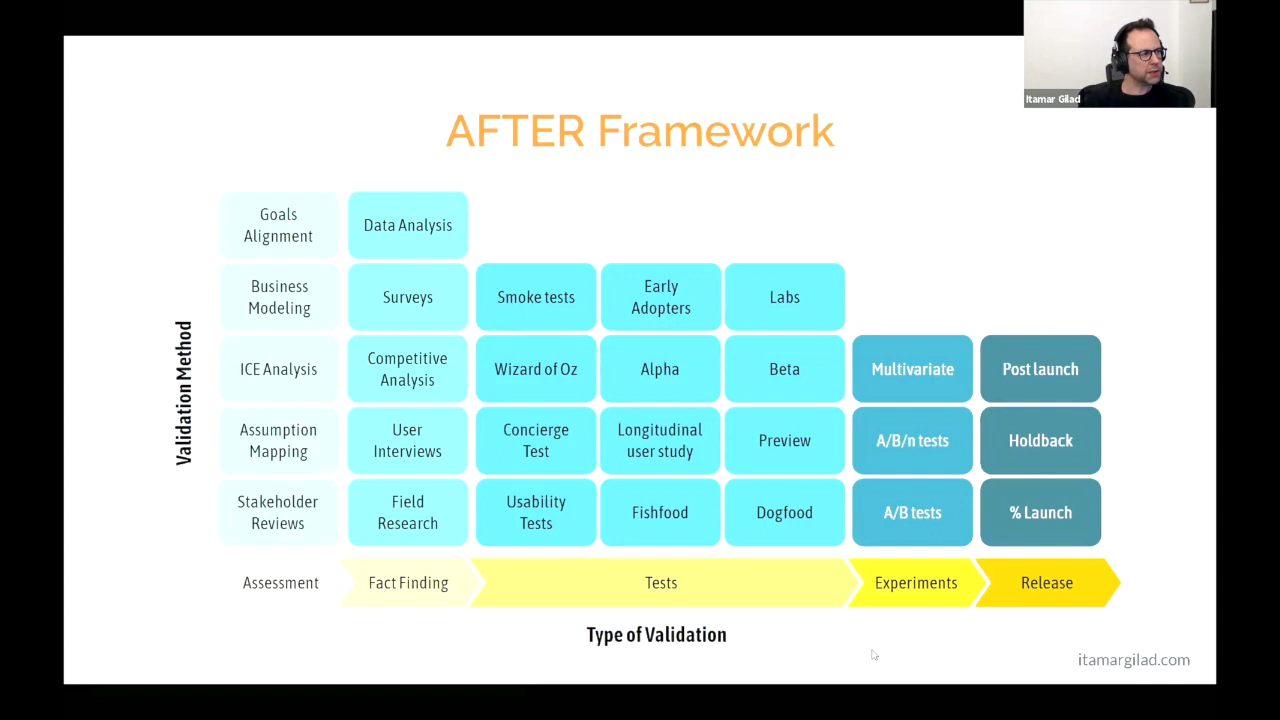 Itamar Gilad
AFTER Framework
Goals
Alignment
Data Analysis
Business
Modeling
Surveys
Smoke tests
Early
Adopters
Labs
ICE Analysis
Competitive
Analysis
Wizard of Oz
Alpha
Beta
Multivariate
Post launch
Assumption
Mapping
User
Interviews
Concierge
Test
Longitudinal
user study
Preview
A/B/n tests
Holdback
Stakeholder
Reviews
Field
Research
Usability
Tests
Fishfood
Dogfood
A/B tests
% Launch
Validation Method
Assessment
Fact Finding
Tests
Experiments
Release
Type of Validation
itamargilad.com